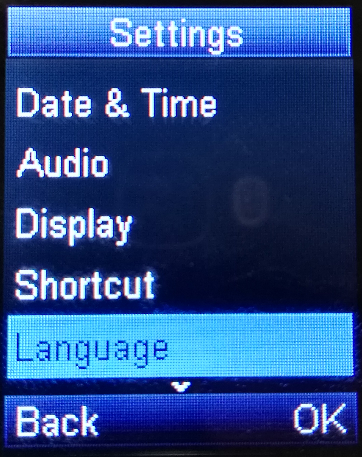 Settings
Date & Time
Audio
Display
Shortcut
Language
Back OK